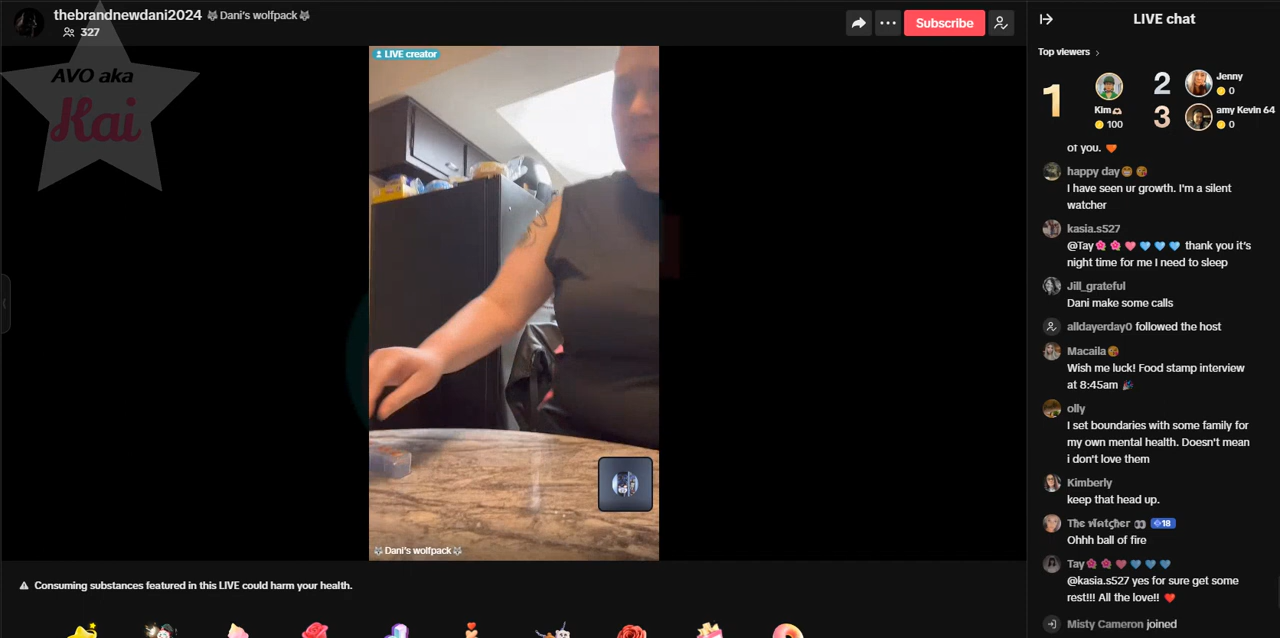 thebrandnewdani2024 🐺Dani's wolfpack🐺
327
Subscribe
AVO aka
Kai
LIVE creator
🐺Dani's wolfpack🐺
⚠ Consuming substances featured in this LIVE could harm your health.
LIVE chat
Top viewers
1
Kim
100
2
Jenny
0
3
amy Kevin 64
0
of you. 🧡
happy day
I have seen ur growth. I'm a silent
watcher
kasia.s527
@Tay🌺🌺💗💙💙💙 thank you it's
night time for me I need to sleep
Jill_grateful
Dani make some calls
alldayerday0 followed the host
Macaila
Wish me luck! Food stamp interview
at 8:45am 🎉
olly
I set boundaries with some family for
my own mental health. Doesn't mean
i don't love them
Kimberly
keep that head up.
The watcher 👀 18
Ohhh ball of fire
Tay🌺🌺💗💙💙💙
@kasia.s527 yes for sure get some
rest!!! All the love!! ❤️
Misty Cameron joined